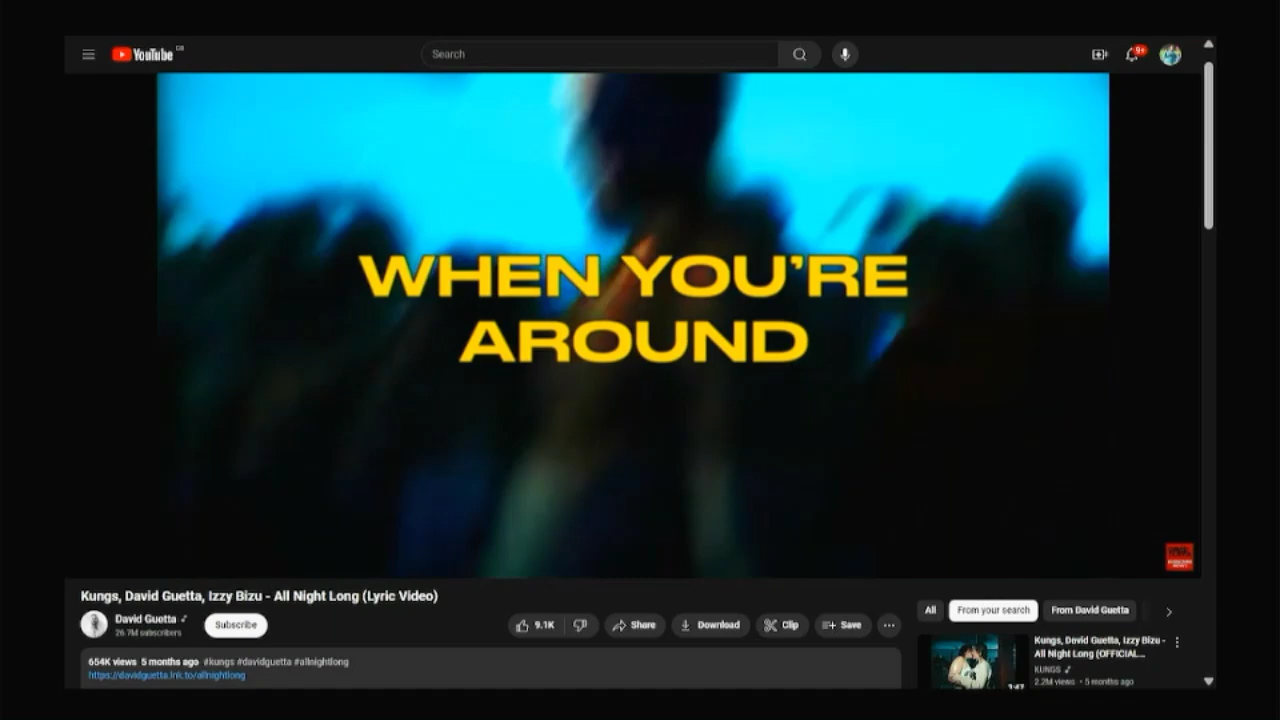 YouTube GB
Search
9+
WHEN YOU'RE
AROUND
Kungs, David Guetta, Izzy Bizu - All Night Long (Lyric Video)
David Guetta
26.7M subscribers
Subscribe
9.1K
Share
Download
Clip
Save
All
From your search
From David Guetta
654K views 5 months ago #kungs #davidguetta #allnightlong
https://davidguetta.lnk.to/allnightlong
Kungs, David Guetta, Izzy Bizu -
All Night Long (OFFICIAL...
KUNGS
2.2M views • 5 months ago